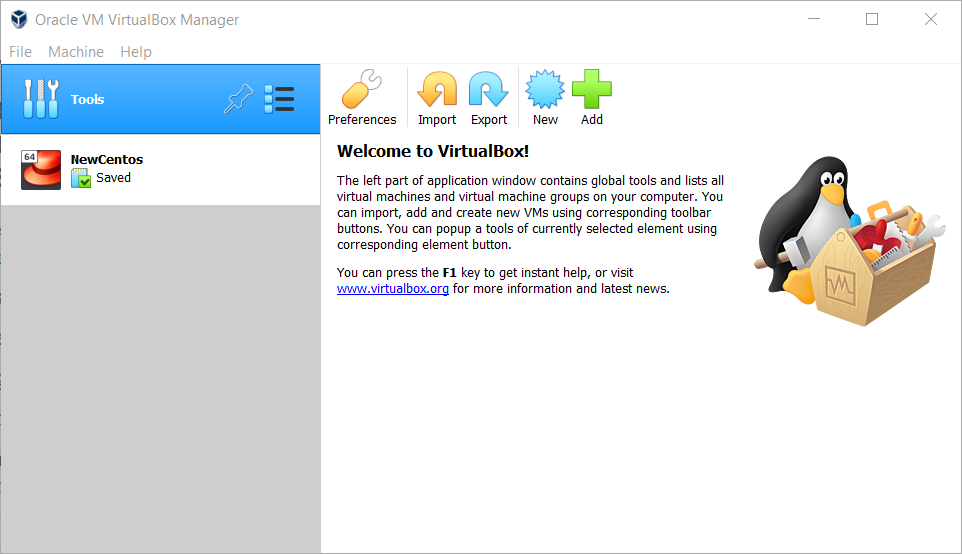 Oracle VM VirtualBox Manager
File Machine Help
Tools
64
NewCentos
Saved
Preferences Import Export New Add
Welcome to VirtualBox!
The left part of application window contains global tools and lists all
virtual machines and virtual machine groups on your computer. You
can import, add and create new VMs using corresponding toolbar
buttons. You can popup a tools of currently selected element using
corresponding element button.
You can press the F1 key to get instant help, or visit
www.virtualbox.org for more information and latest news.